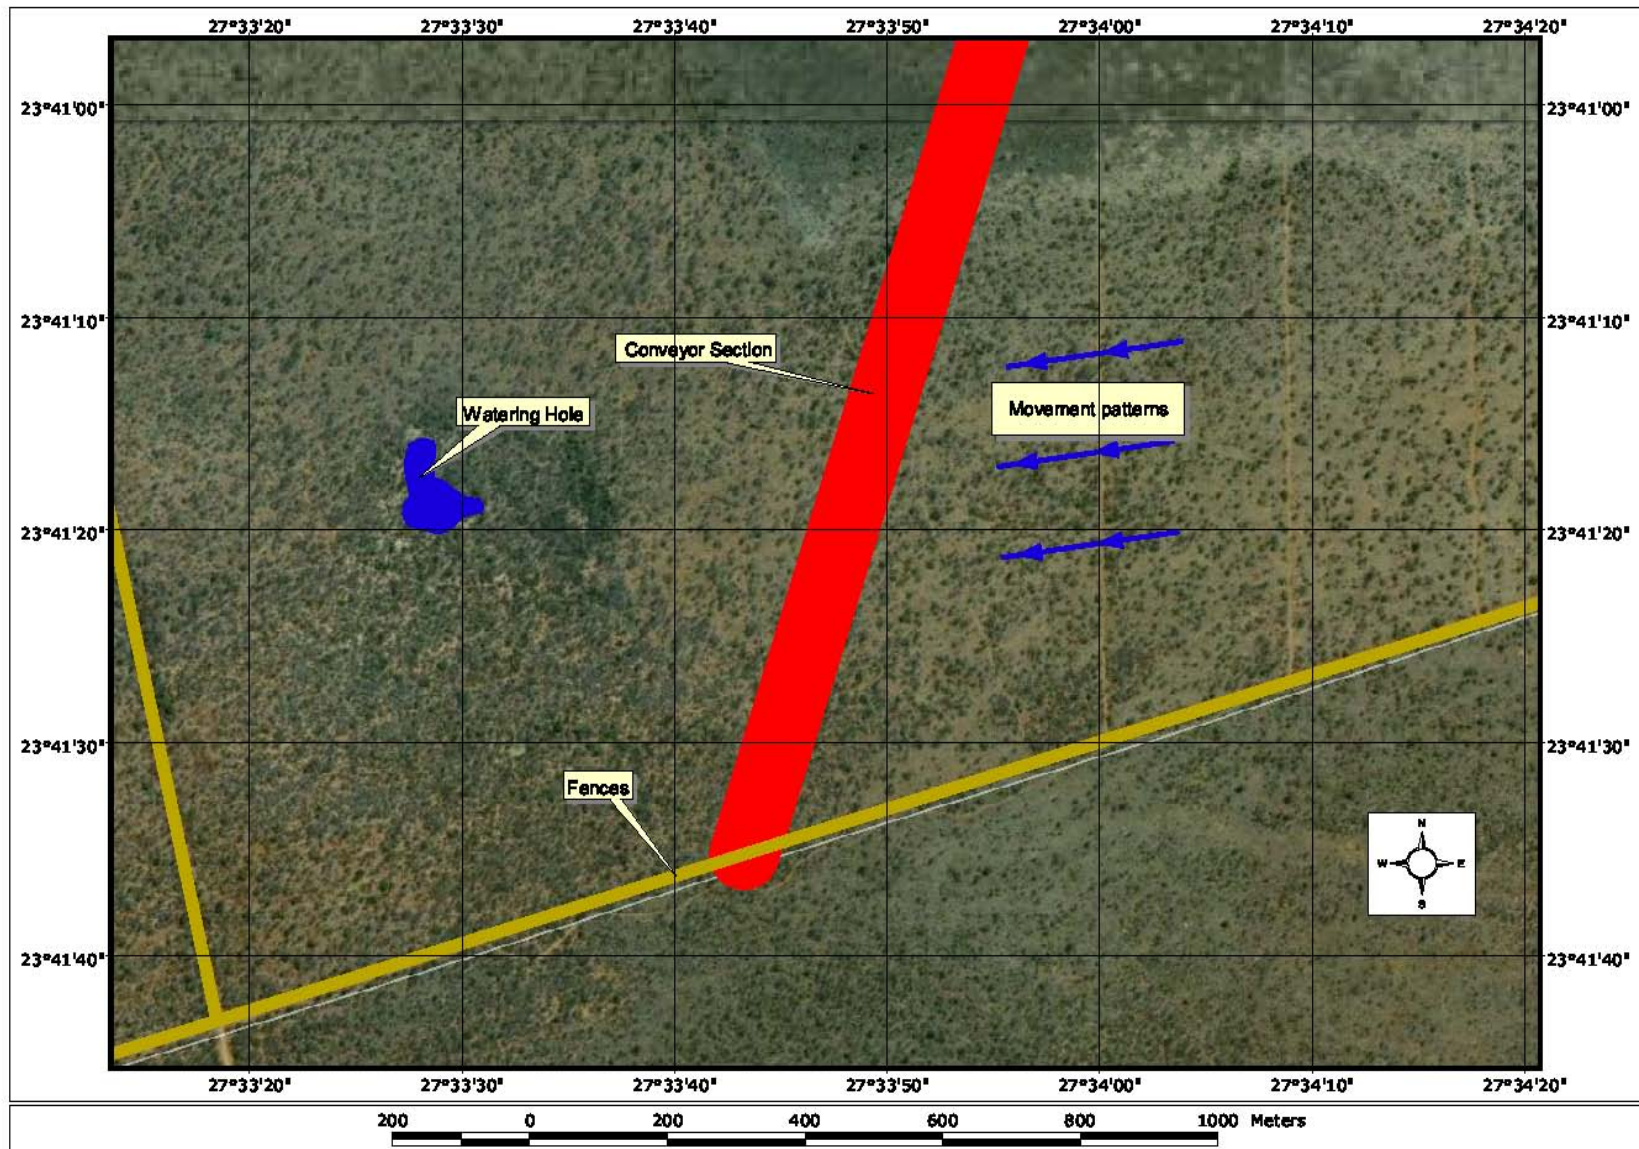 27°33'20" 27°33'30" 27°33'40" 27°33'50" 27°34'00" 27°34'10" 27°34'20"
23°41'00" 23°41'00"
23°41'10" 23°41'10"
Conveyor Section
Movement patterns
Watering Hole
23°41'20" 23°41'20"
23°41'30" 23°41'30"
Fences
N
W E
S
23°41'40" 23°41'40"
27°33'20" 27°33'30" 27°33'40" 27°33'50" 27°34'00" 27°34'10" 27°34'20"
200 0 200 400 600 800 1000 Meters